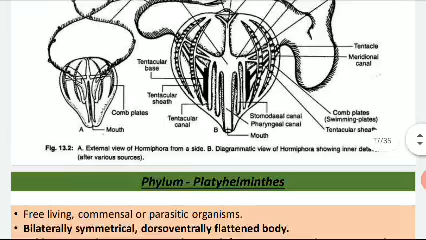 Tentacle
Meridional
canal
Tentacular
base
Tentacular
sheath
Comb plates
Tentacular
canal
Stomodaeal canal
Pharyngeal canal
Comb plates
(Swimming-plates)
Tentacular sheath
A
Mouth
B
Mouth
17/35
Fig. 13.2: A. External view of Hormiphora from a side. B. Diagrammatic view of Hormiphora showing inner
(after various sources).
Phylum - Platyhelminthes
• Free living, commensal or parasitic organisms.
• Bilaterally symmetrical, dorsoventrally flattened body.